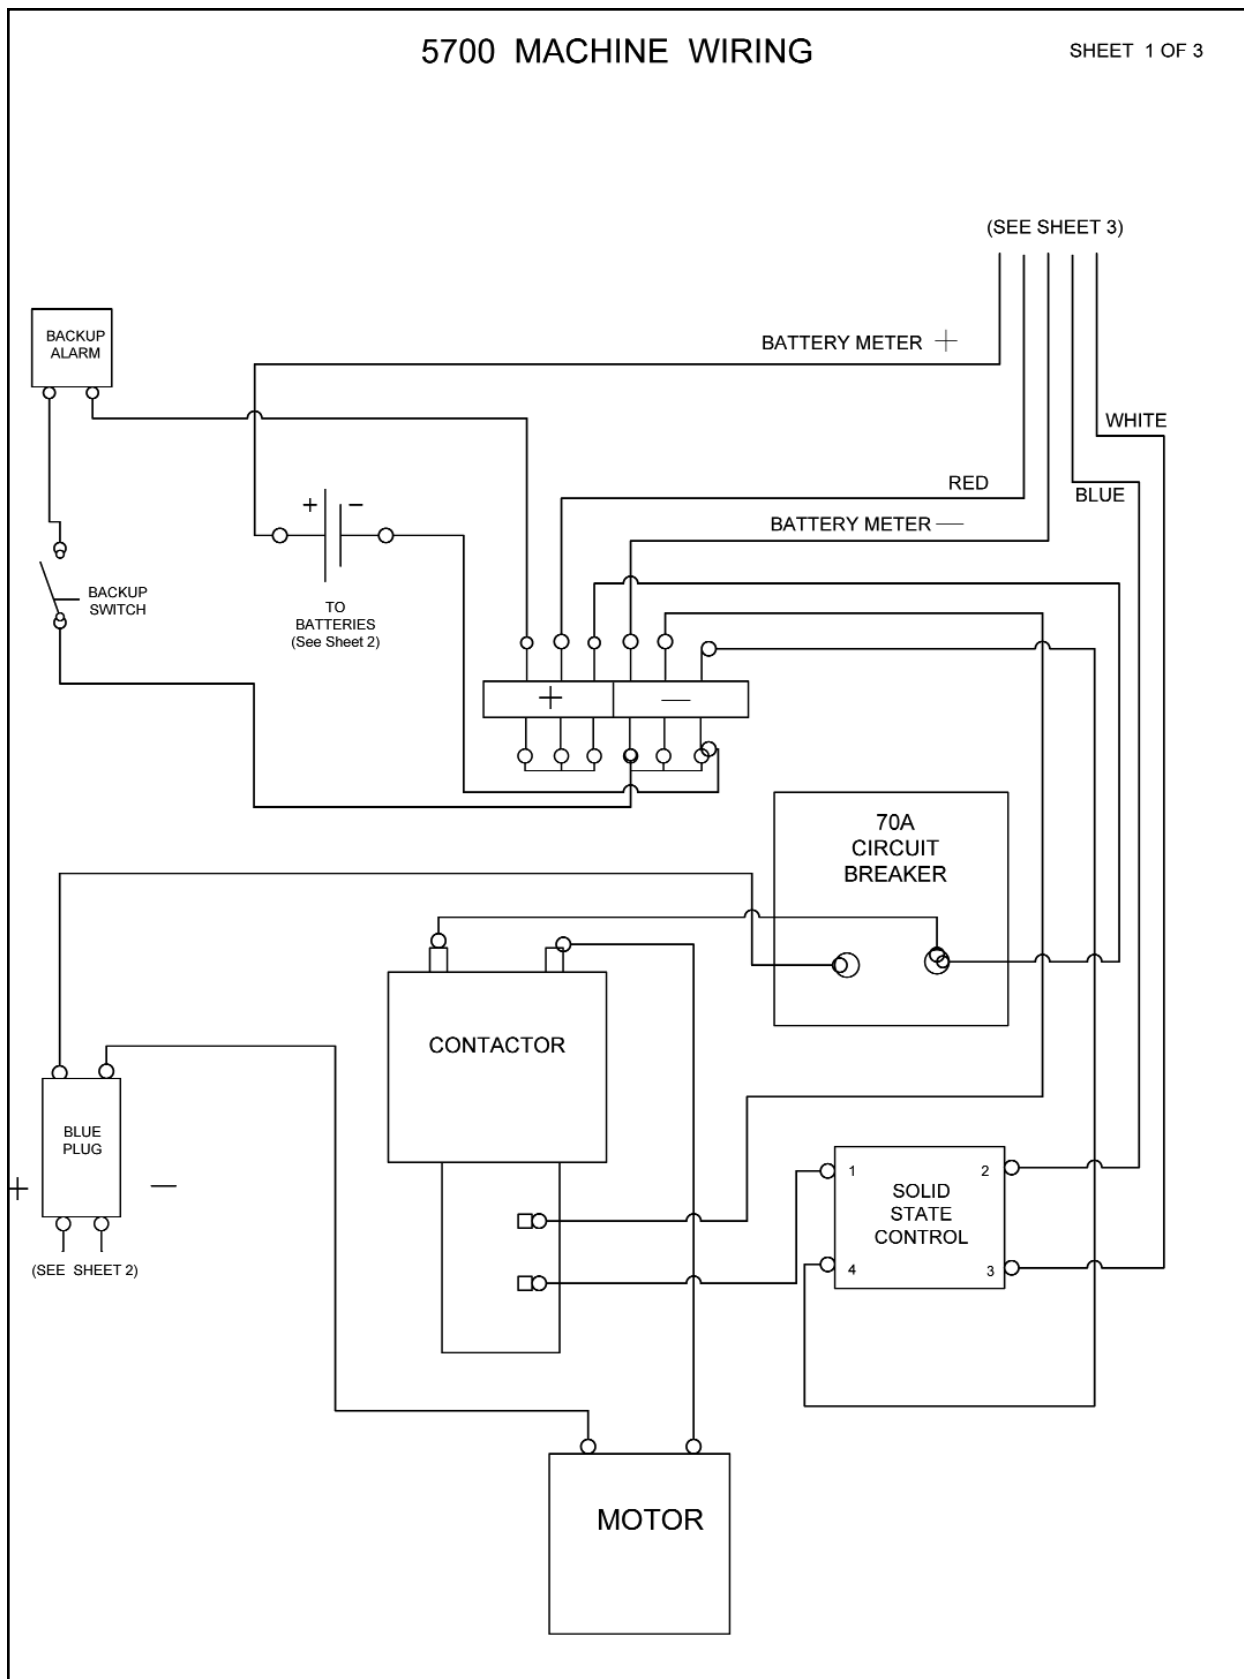 5700 MACHINE WIRING
SHEET 1 OF 3
(SEE SHEET 3)
BACKUP
ALARM
BATTERY METER +
WHITE
RED
BLUE
+ −
BATTERY METER —
BACKUP
SWITCH
TO
BATTERIES
(See Sheet 2)
+ —
70A
CIRCUIT
BREAKER
CONTACTOR
BLUE
PLUG
+ —
(SEE SHEET 2)
1 2
SOLID
STATE
CONTROL
4 3
MOTOR